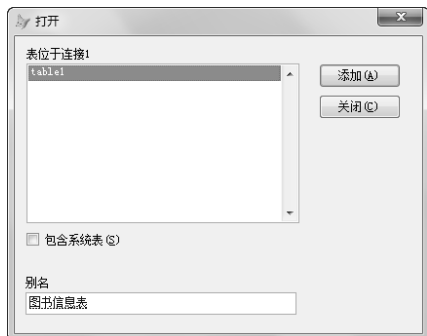 打开
表位于连接1
table1
添加(A)
关闭(C)
包含系统表(S)
别名
图书信息表